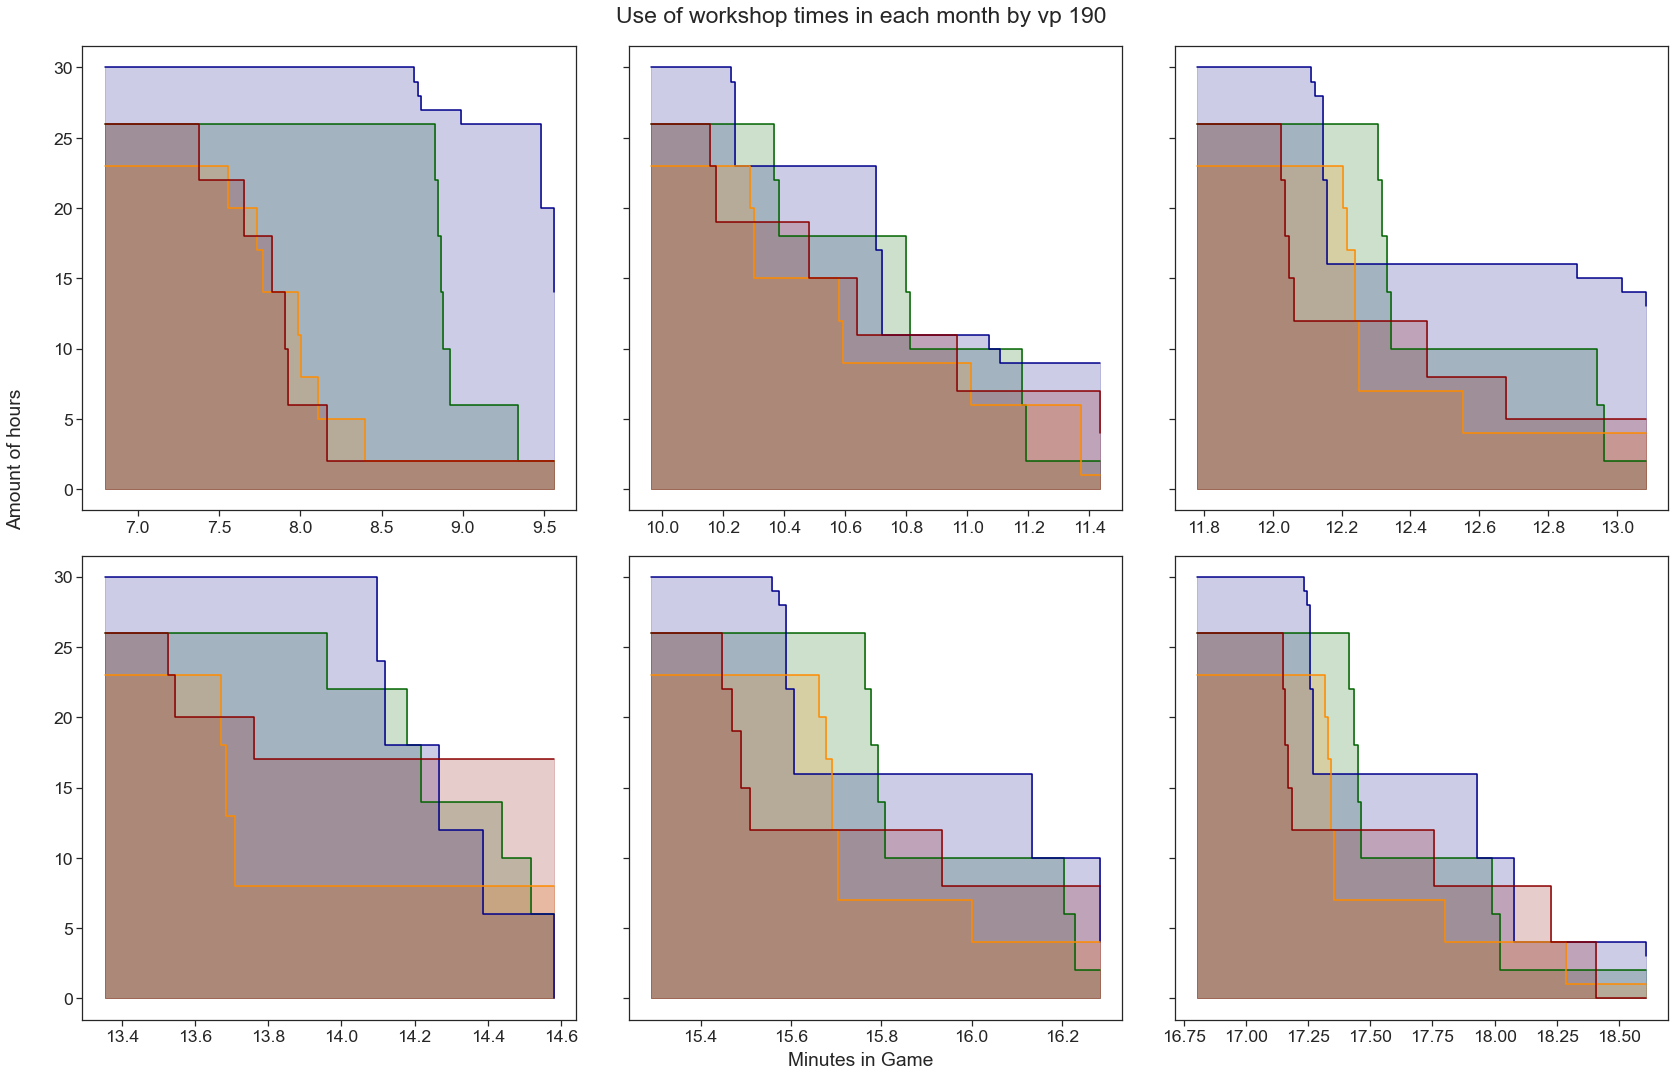 Use of workshop times in each month by vp 190
30
25
20
15
10
5
0
7.0 7.5 8.0 8.5 9.0 9.5
10.0 10.2 10.4 10.6 10.8 11.0 11.2 11.4
11.8 12.0 12.2 12.4 12.6 12.8 13.0
Amount of hours
30
25
20
15
10
5
0
13.4 13.6 13.8 14.0 14.2 14.4 14.6
15.4 15.6 15.8 16.0 16.2
16.75 17.00 17.25 17.50 17.75 18.00 18.25 18.50
Minutes in Game